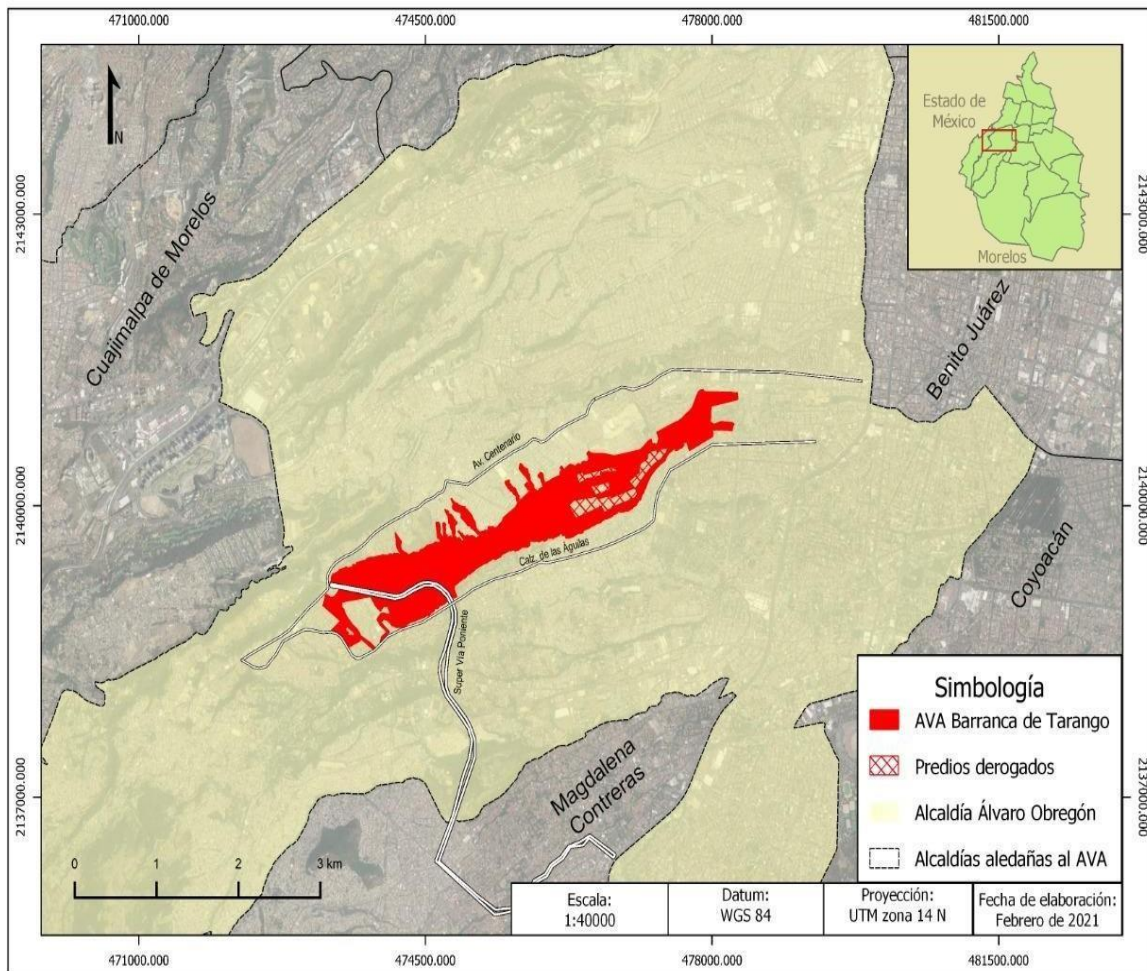 471000.000
474500.000
478000.000
481500.000
N
Estado de
México
Morelos
2143000.000
2143000.000
Cuajimalpa de Morelos
Benito Juárez
Av. Centenario
2140000.000
2140000.000
Calz. de las Águilas
Coyoacán
Super Vía Poniente
Magdalena
Contreras
2137000.000
2137000.000
Simbología
AVA Barranca de Tarango
Predios derogados
Alcaldía Álvaro Obregón
Alcaldías aledañas al AVA
0 1 2 3 km
Escala:
1:40000
Datum:
WGS 84
Proyección:
UTM zona 14 N
Fecha de elaboración:
Febrero de 2021
471000.000
474500.000
478000.000
481500.000